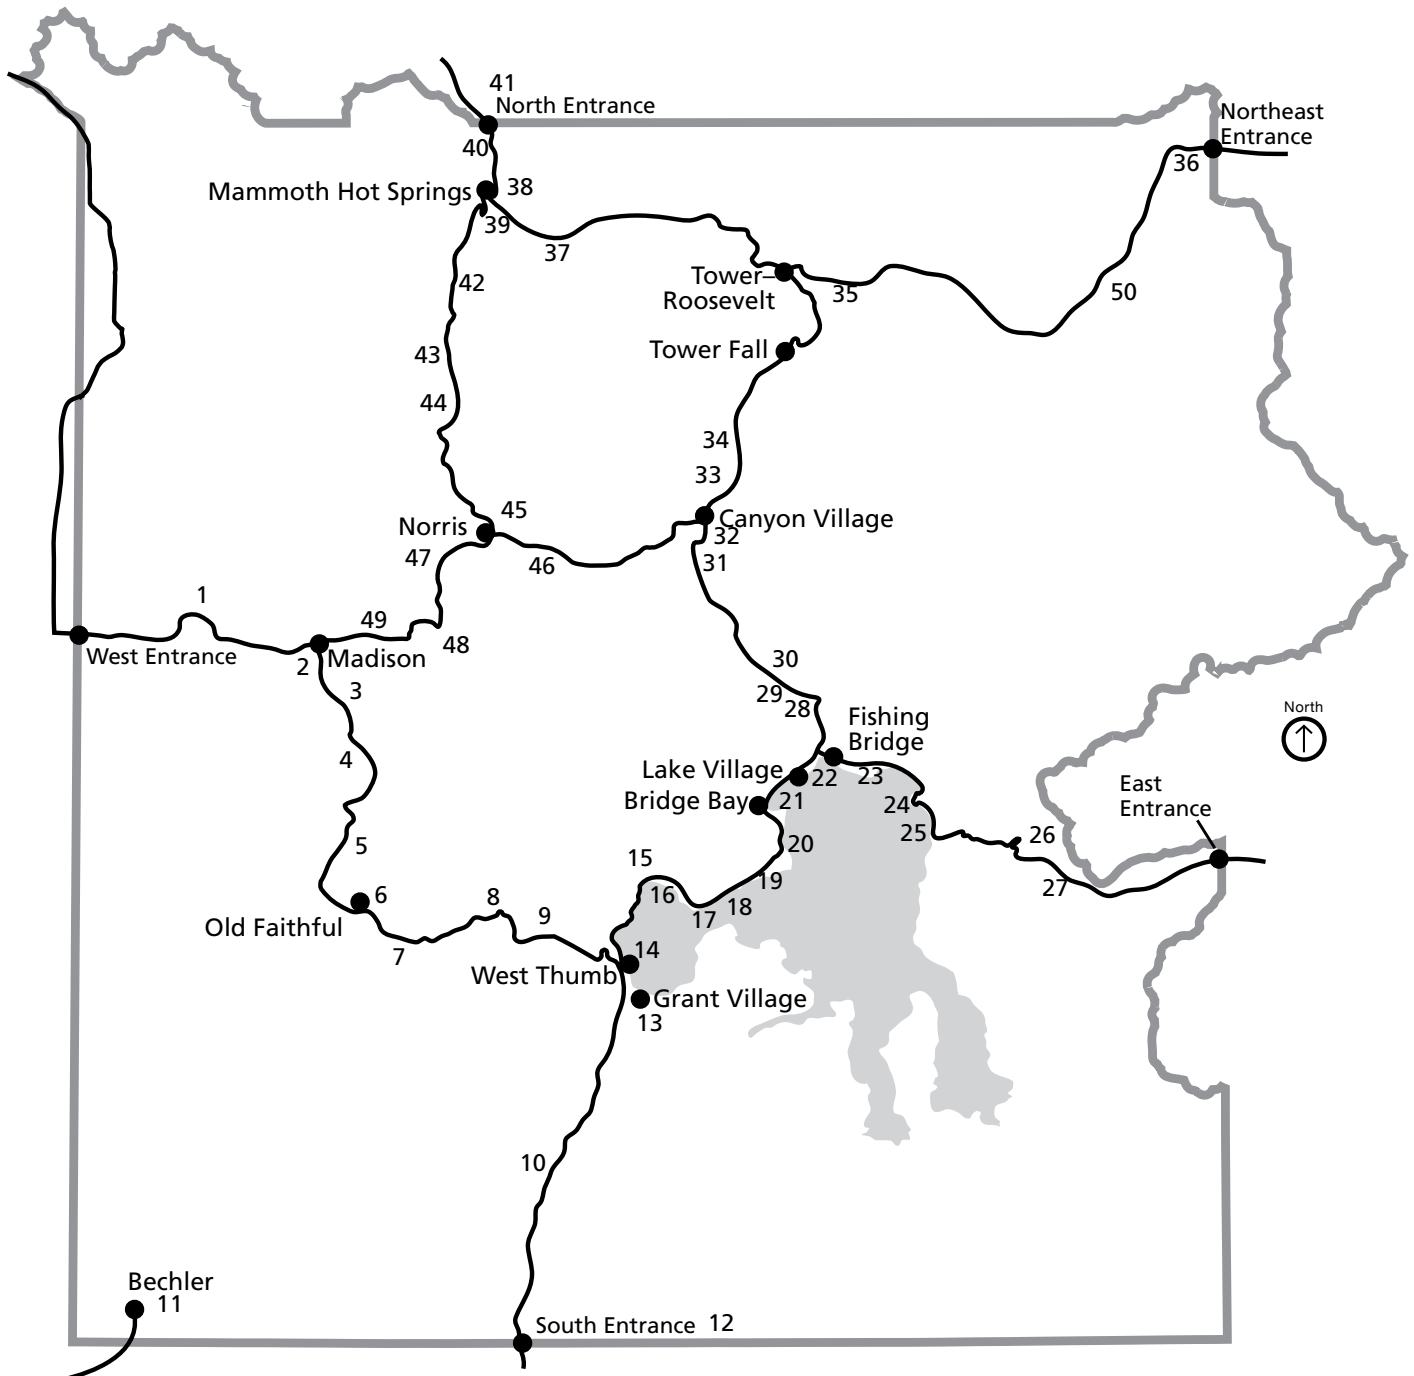 41
North Entrance
Northeast
Entrance
40
36
Mammoth Hot Springs
38
39
37
42
Tower–
Roosevelt
35
50
43
Tower Fall
44
34
33
45
Norris
Canyon Village
32
47
46
31
1
49
48
West Entrance
2
Madison
30
3
29
28
North
Fishing
Bridge
4
Lake Village
22
23
East
Entrance
Bridge Bay
21
24
25
26
5
20
15
19
27
16
6
8
18
17
9
Old Faithful
7
14
West Thumb
Grant Village
13
10
Bechler
11
South Entrance
12